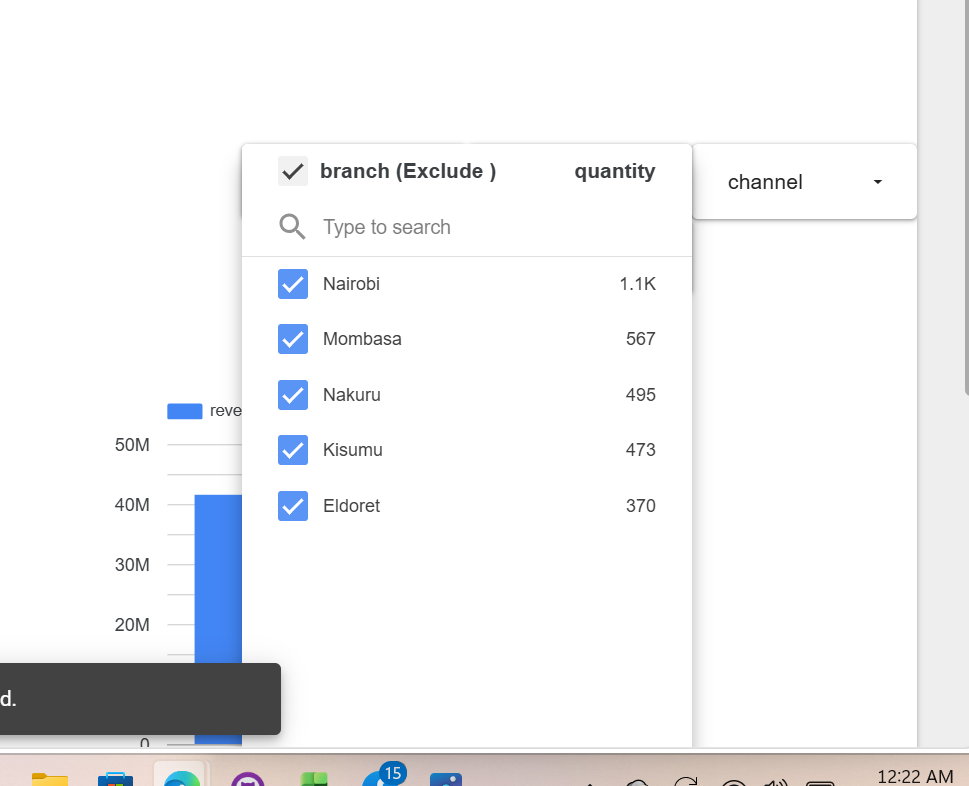 branch (Exclude ) quantity
channel
Type to search
Nairobi 1.1K
Mombasa 567
Nakuru 495
Kisumu 473
Eldoret 370
reve
50M
40M
30M
20M
d.
0
15
12:22 AM